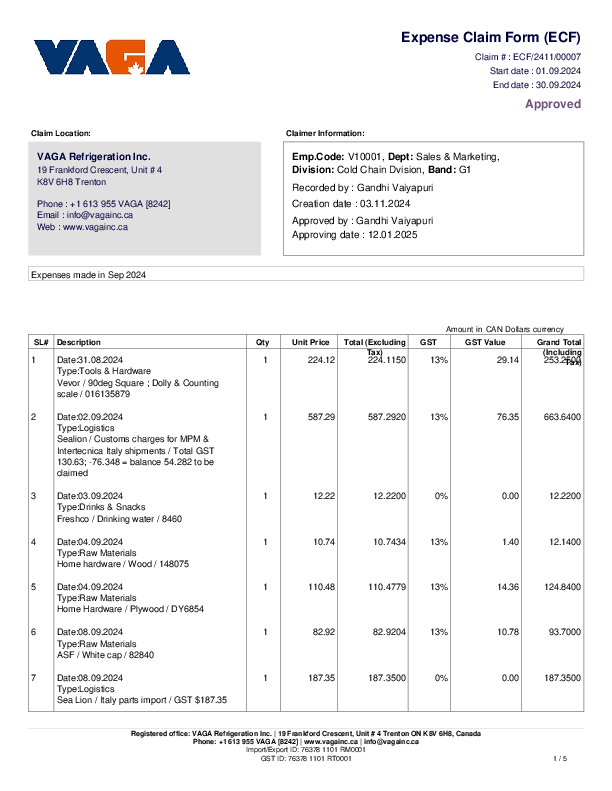 VAGA
Expense Claim Form (ECF)
Claim # : ECF/2411/00007
Start date : 01.09.2024
End date : 30.09.2024
Approved
Claim Location:
Claimer Information:
VAGA Refrigeration Inc.
19 Frankford Crescent, Unit # 4
K8V 6H8 Trenton
Phone : +1 613 955 VAGA [8242]
Email : info@vagainc.ca
Web : www.vagainc.ca
Emp.Code: V10001, Dept: Sales & Marketing,
Division: Cold Chain Dvision, Band: G1
Recorded by : Gandhi Vaiyapuri
Creation date : 03.11.2024
Approved by : Gandhi Vaiyapuri
Approving date : 12.01.2025
Expenses made in Sep 2024
Amount in CAN Dollars currency
SL# Description Qty Unit Price Total (Excluding Tax) GST GST Value Grand Total (Including Tax)
1 Date:31.08.2024 1 224.12 224.1150 13% 29.14 253.2500
Type:Tools & Hardware
Vevor / 90deg Square ; Dolly & Counting
scale / 016135879
2 Date:02.09.2024 1 587.29 587.2920 13% 76.35 663.6400
Type:Logistics
Sealion / Customs charges for MPM &
Intertecnica Italy shipments / Total GST
130.63; -76.348 = balance 54.282 to be
claimed
3 Date:03.09.2024 1 12.22 12.2200 0% 0.00 12.2200
Type:Drinks & Snacks
Freshco / Drinking water / 8460
4 Date:04.09.2024 1 10.74 10.7434 13% 1.40 12.1400
Type:Raw Materials
Home hardware / Wood / 148075
5 Date:04.09.2024 1 110.48 110.4779 13% 14.36 124.8400
Type:Raw Materials
Home Hardware / Plywood / DY6854
6 Date:08.09.2024 1 82.92 82.9204 13% 10.78 93.7000
Type:Raw Materials
ASF / White cap / 82840
7 Date:08.09.2024 1 187.35 187.3500 0% 0.00 187.3500
Type:Logistics
Sea Lion / Italy parts import / GST $187.35
Registered office: VAGA Refrigeration Inc. | 19 Frankford Crescent, Unit # 4 Trenton ON K8V 6H8, Canada
Phone: +1 613 955 VAGA [8242] | www.vagainc.ca | info@vagainc.ca
Import/Export ID: 76378 1101 RM0001
GST ID: 76378 1101 RT0001
1 / 5